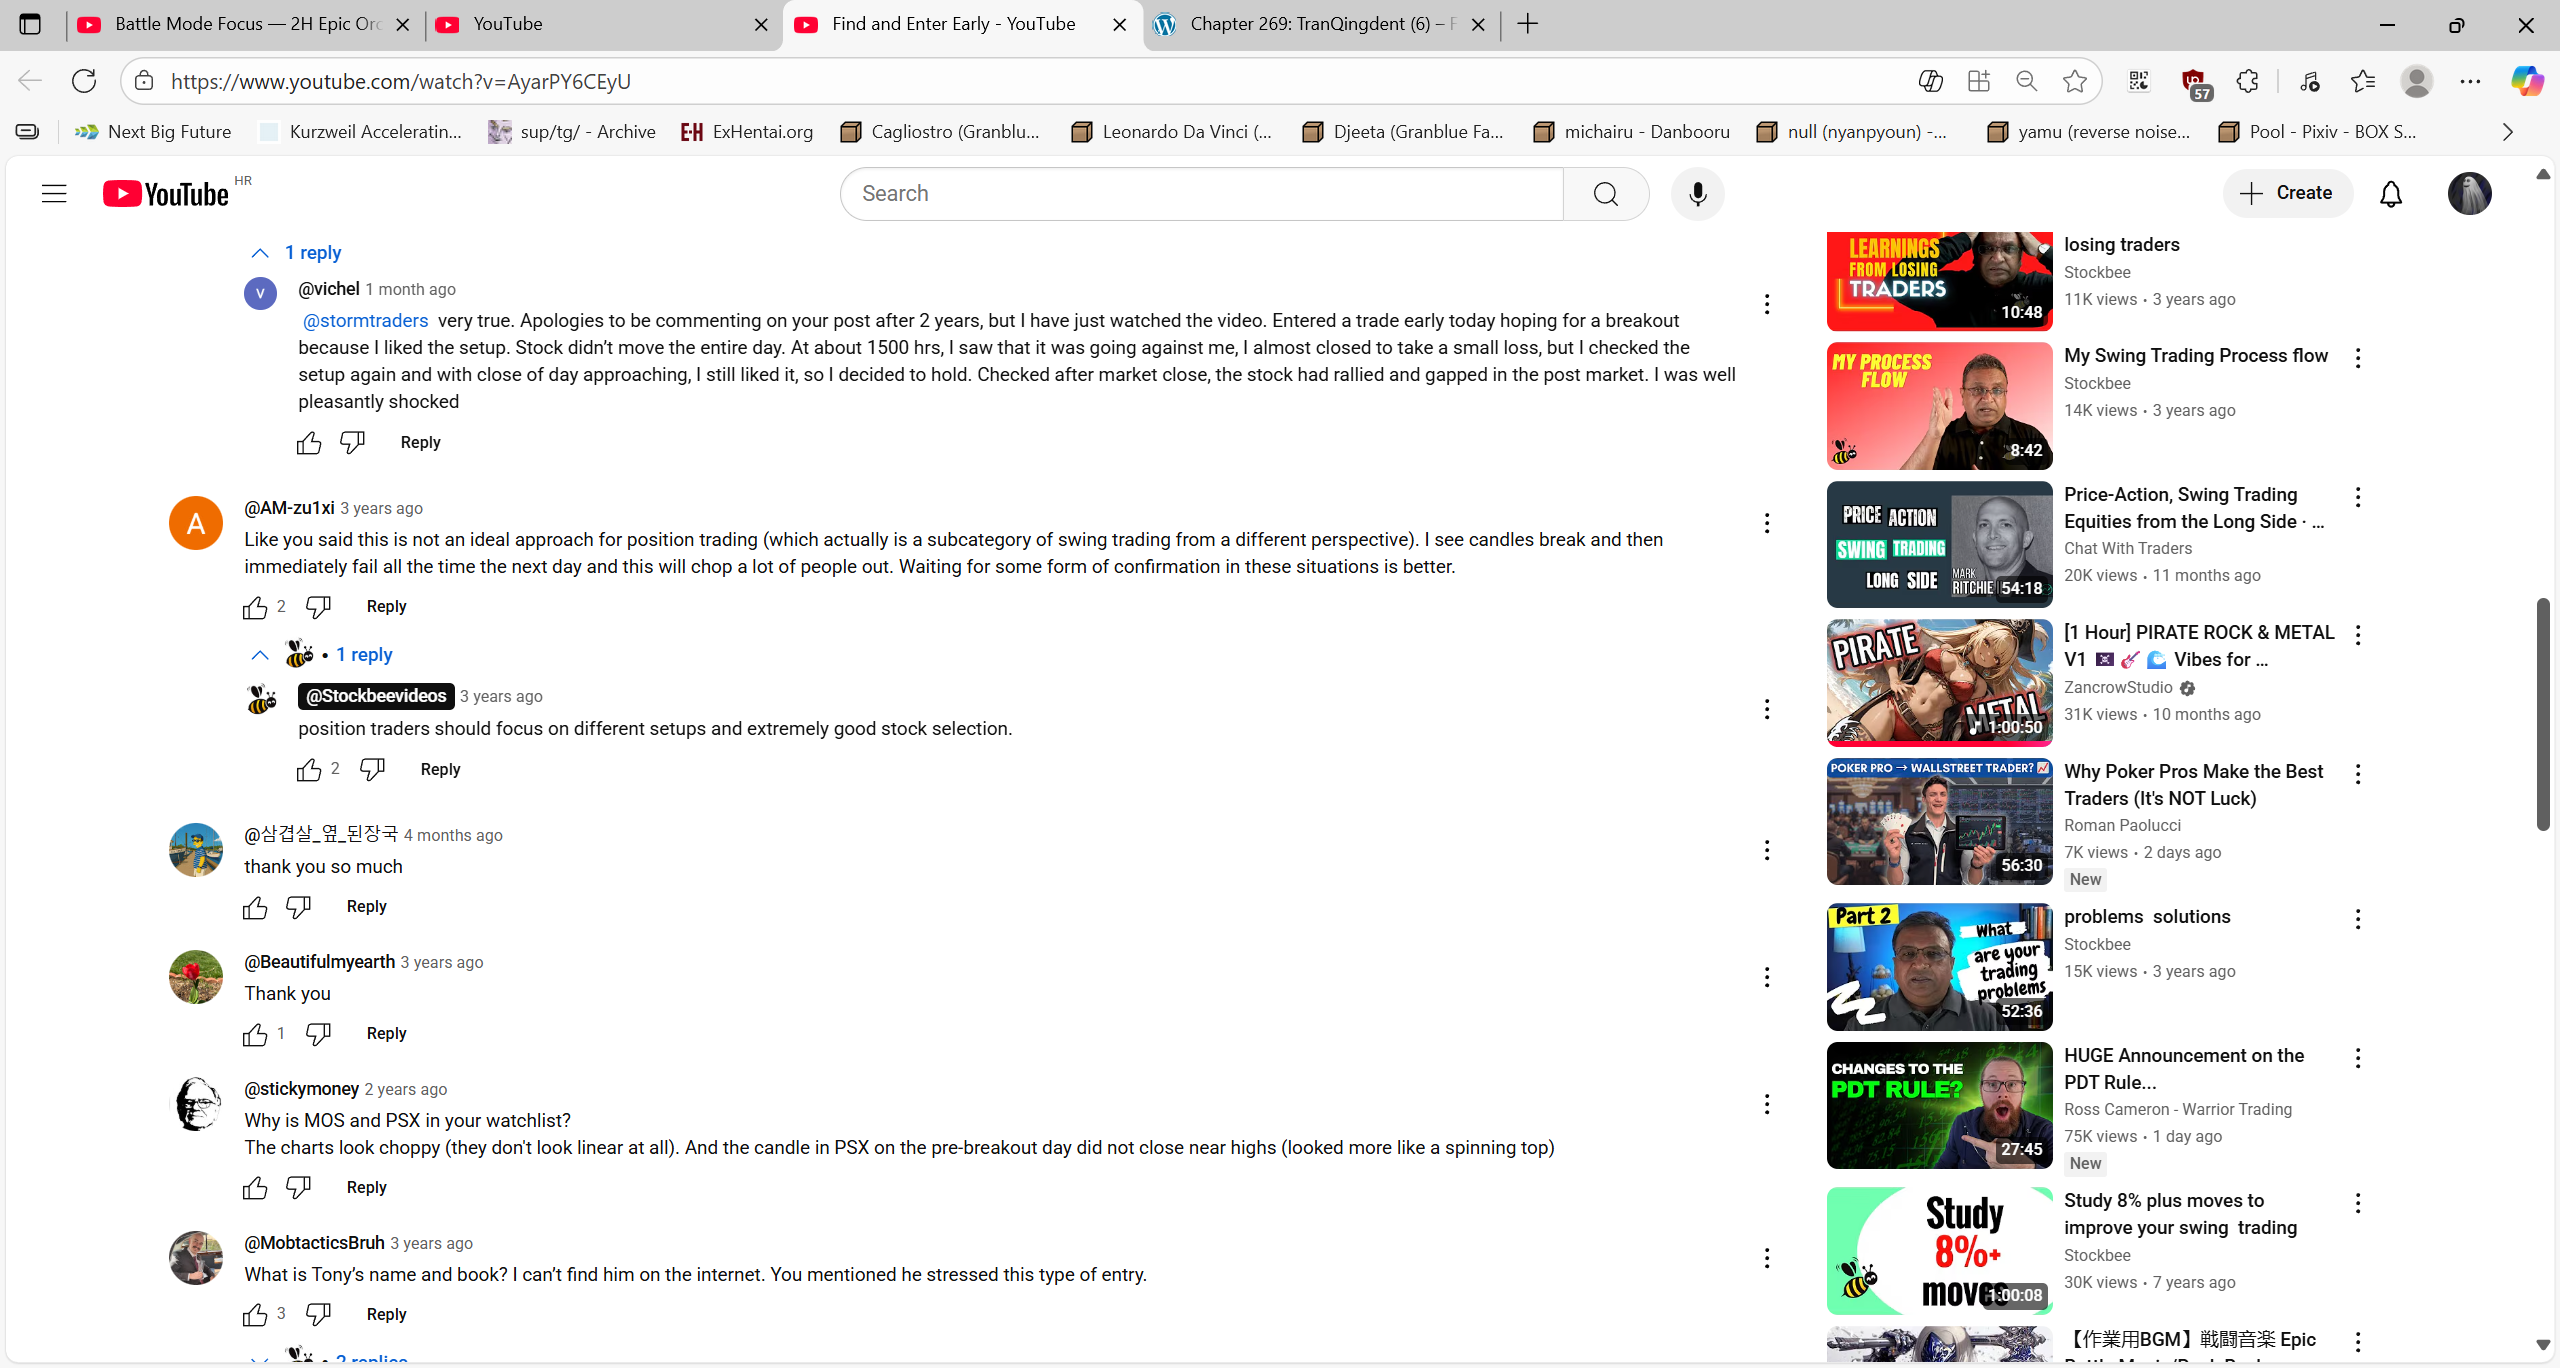 Battle Mode Focus — 2H Epic Orc
YouTube
Find and Enter Early - YouTube
Chapter 269: TranQingdent (6) – F
https://www.youtube.com/watch?v=AyarPY6CEyU
57
Next Big Future
Kurzweil Acceleratin...
sup/tg/ - Archive
ExHentai.org
Cagliostro (Granblu...
Leonardo Da Vinci (...
Djeeta (Granblue Fa...
michairu - Danbooru
null (nyanpyoun) -...
yamu (reverse noise...
Pool - Pixiv - BOX S...
YouTube
HR
Search
Create
1 reply
V
@vichel 1 month ago
@stormtraders very true. Apologies to be commenting on your post after 2 years, but I have just watched the video. Entered a trade early today hoping for a breakout
because I liked the setup. Stock didn’t move the entire day. At about 1500 hrs, I saw that it was going against me, I almost closed to take a small loss, but I checked the
setup again and with close of day approaching, I still liked it, so I decided to hold. Checked after market close, the stock had rallied and gapped in the post market. I was well
pleasantly shocked
Reply
A
@AM-zu1xi 3 years ago
Like you said this is not an ideal approach for position trading (which actually is a subcategory of swing trading from a different perspective). I see candles break and then
immediately fail all the time the next day and this will chop a lot of people out. Waiting for some form of confirmation in these situations is better.
2 Reply
• 1 reply
@Stockbeevideos 3 years ago
position traders should focus on different setups and extremely good stock selection.
2 Reply
@삼겹살_옆_된장국 4 months ago
thank you so much
Reply
@Beautifulmyearth 3 years ago
Thank you
1 Reply
@stickymoney 2 years ago
Why is MOS and PSX in your watchlist?
The charts look choppy (they don't look linear at all). And the candle in PSX on the pre-breakout day did not close near highs (looked more like a spinning top)
Reply
@MobtacticsBruh 3 years ago
What is Tony’s name and book? I can’t find him on the internet. You mentioned he stressed this type of entry.
3 Reply
• 2 replies
LEARNINGS
FROM LOSING
TRADERS
10:48
losing traders
Stockbee
11K views • 3 years ago
MY PROCESS
FLOW
8:42
My Swing Trading Process flow
Stockbee
14K views • 3 years ago
PRICE ACTION
SWING TRADING
LONG SIDE
MARK
RITCHIE
54:18
Price-Action, Swing Trading
Equities from the Long Side · ...
Chat With Traders
20K views • 11 months ago
PIRATE
METAL
1:00:50
[1 Hour] PIRATE ROCK & METAL
V1 🏴‍☠️ 🎸 🌊 Vibes for ...
ZancrowStudio
31K views • 10 months ago
POKER PRO → WALLSTREET TRADER?
56:30
Why Poker Pros Make the Best
Traders (It's NOT Luck)
Roman Paolucci
7K views • 2 days ago
New
Part 2
What
are your
trading
problems
52:36
problems solutions
Stockbee
15K views • 3 years ago
CHANGES TO THE
PDT RULE?
27:45
HUGE Announcement on the
PDT Rule...
Ross Cameron - Warrior Trading
75K views • 1 day ago
New
Study
8%+
moves
1:00:08
Study 8% plus moves to
improve your swing trading
Stockbee
30K views • 7 years ago
【作業用BGM】戦闘音楽 Epic